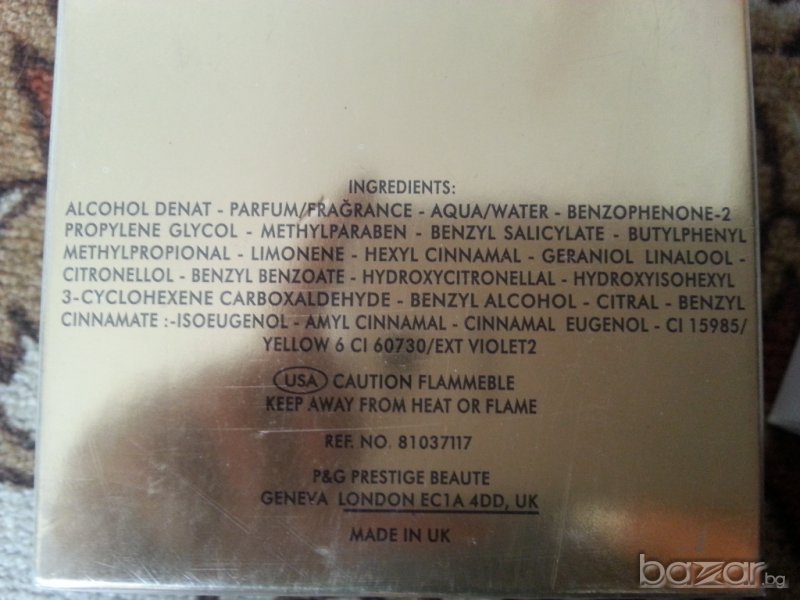 INGREDIENTS:
ALCOHOL DENAT - PARFUM/FRAĞRANCE - AQUA/WATER - BENZOPHENONE-2
PROPYLENE GLYCOL - METHYLPARABEN - BENZYL SALICYLATE - BUTYLPHENYL
METHYLPROPIONAL - LIMONENE - HEXYL CINNAMAL - GERANIOL LINALOOL -
CITRONELLOL - BENZYL BENZOATE - HYDROXYCITRONELLAL - HYDROXYISOHEXYL
3-CYCLOHEXENE CARBOXALDEHYDE - BENZYL ALCOHOL - CITRAL - BENZYL
CINNAMATE :-ISOEUGENOL - AMYL CINNAMAL - CINNAMAL EUGENOL - CI 15985/
YELLOW 6 CI 60730/EXT VIOLET2
USA CAUTION FLAMMEBLE
KEEP AWAY FROM HEAT OR FLAME
REF. NO. 81037117
P&G PRESTIGE BEAUTE
GENEVA LONDON EC1A 4DD, UK
MADE IN UK
bazar.bg